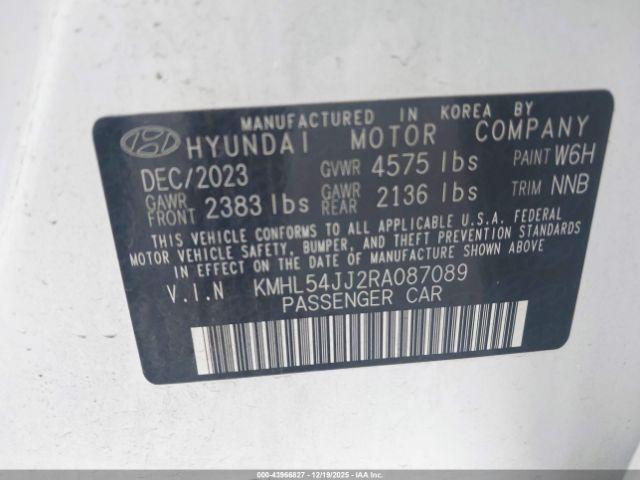 MANUFACTURED IN KOREA BY
HYUNDAI MOTOR COMPANY
DEC/2023 GVWR 4575 lbs PAINT W6H
GAWR FRONT 2383 lbs GAWR REAR 2136 lbs TRIM NNB
THIS VEHICLE CONFORMS TO ALL APPLICABLE U.S.A. FEDERAL
MOTOR VEHICLE SAFETY, BUMPER, AND THEFT PREVENTION STANDARDS
IN EFFECT ON THE DATE OF MANUFACTURE SHOWN ABOVE.
V.I.N KMHL54JJ2RA087089
PASSENGER CAR
000-43966827 - 12/19/2025 - IAAI.COM